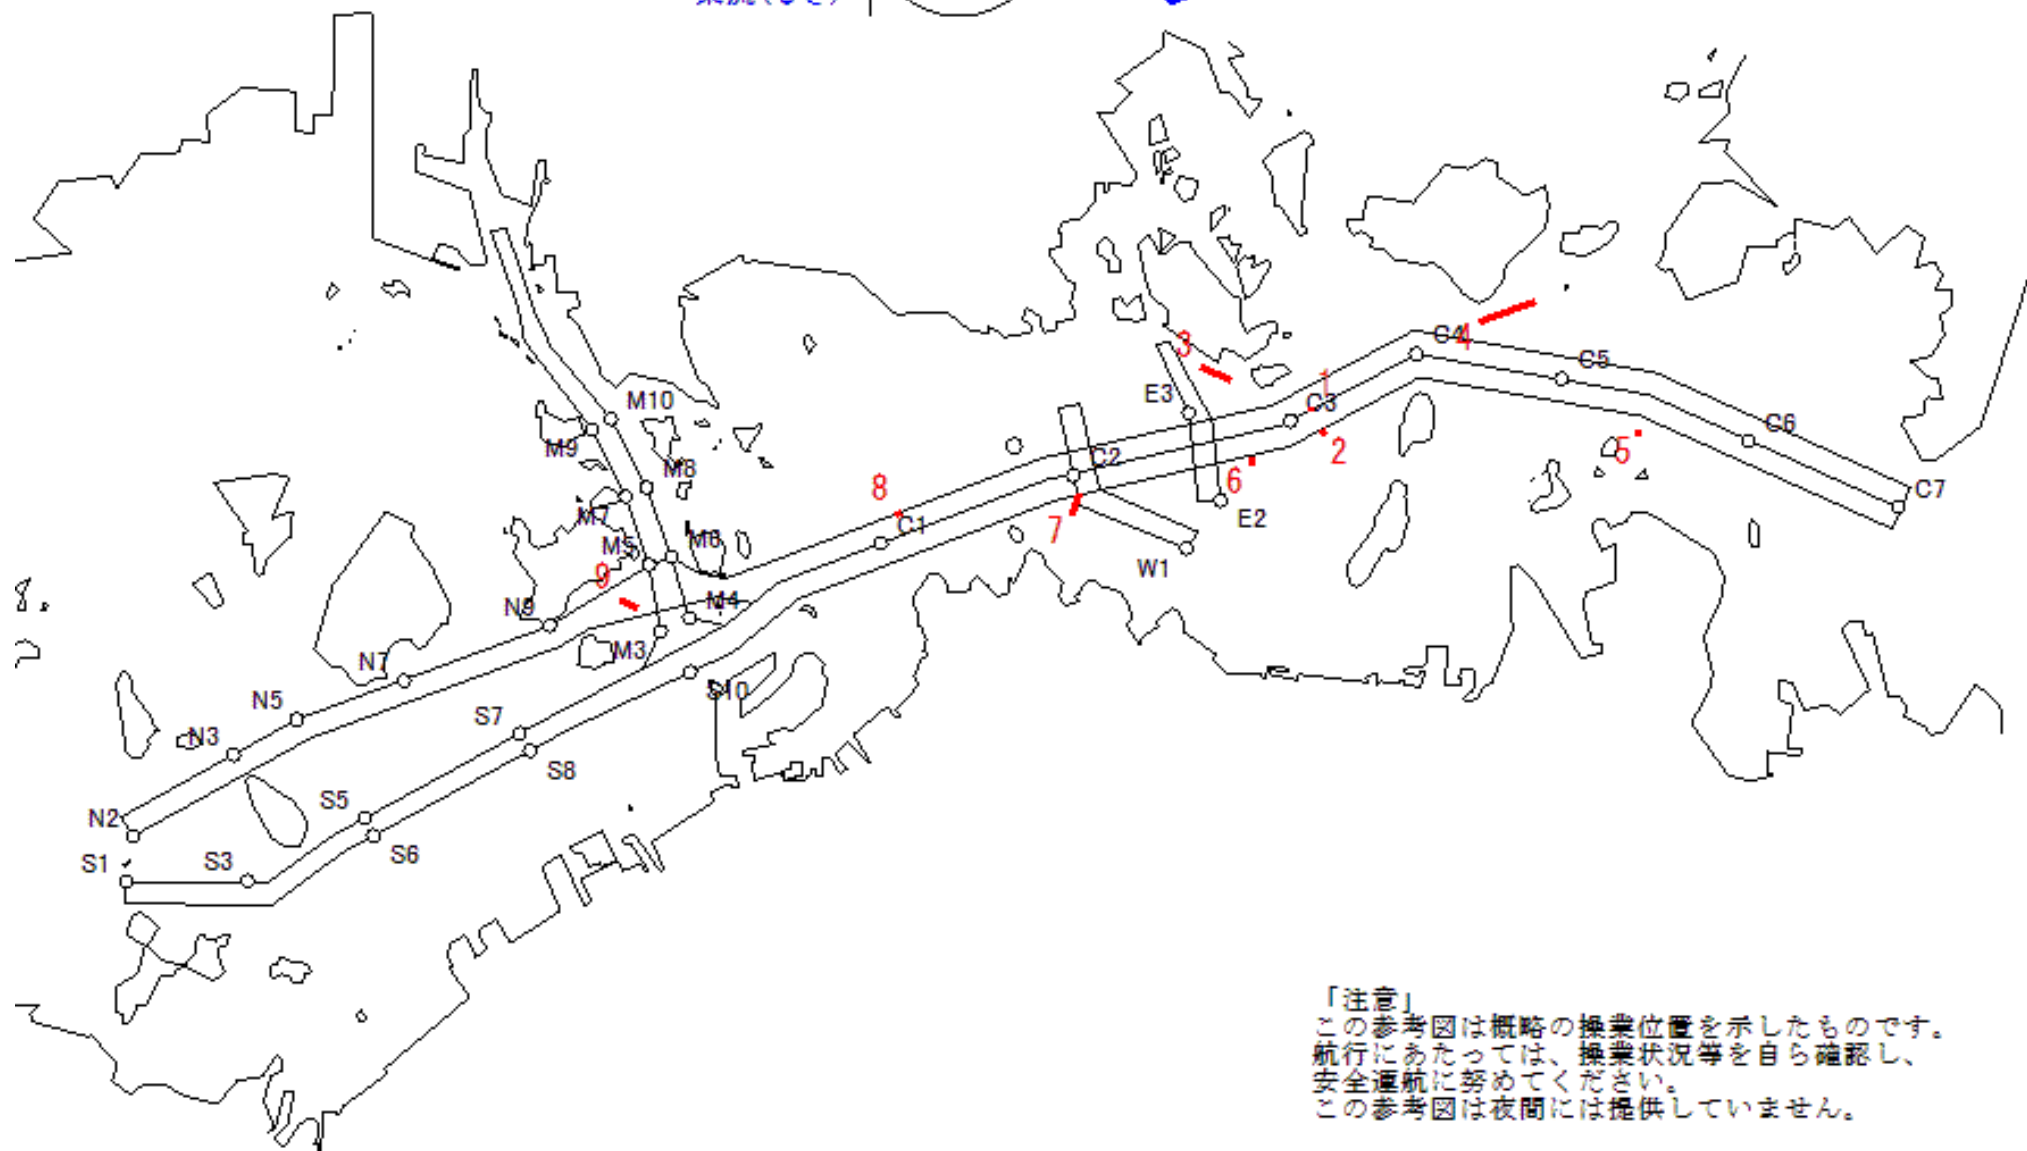 C4
4
3
C5
1
E3
C3
M10
C6
2
M9
C2
5
M8
6
8
C7
M7
7
E2
C1
M6
M5
W1
9
N9
M4
M3
N7
S10
N5
S7
N3
S8
S5
N2
S6
S1
S3
「注意」
この参考図は概略の操業位置を示したものです。
航行にあたっては、操業状況等を自ら確認し、
安全運航に努めてください。
この参考図は夜間には提供していません。